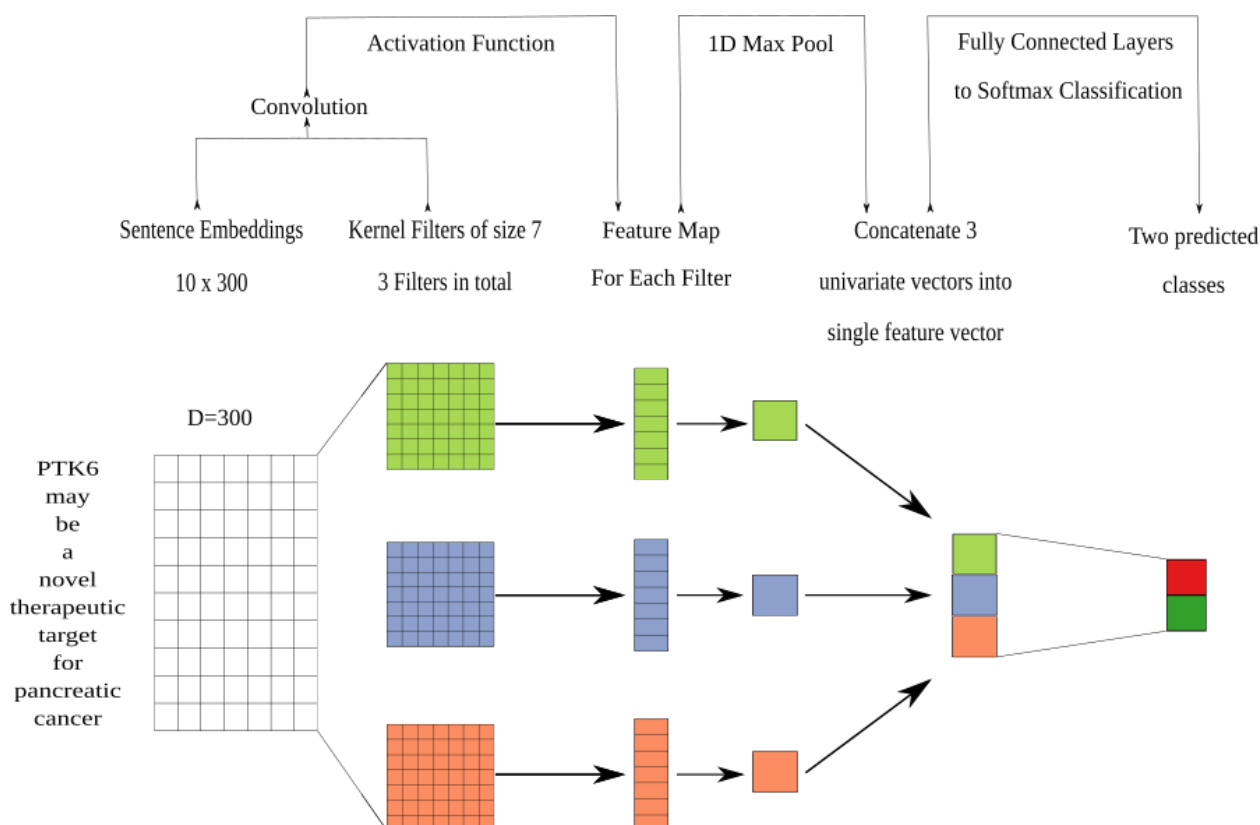 Activation Function
1D Max Pool
Fully Connected Layers
to Softmax Classification
Convolution
Sentence Embeddings
10 x 300
Kernel Filters of size 7
3 Filters in total
Feature Map
For Each Filter
Concatenate 3
univariate vectors into
single feature vector
Two predicted
classes
D=300
PTK6
may
be
a
novel
therapeutic
target
for
pancreatic
cancer